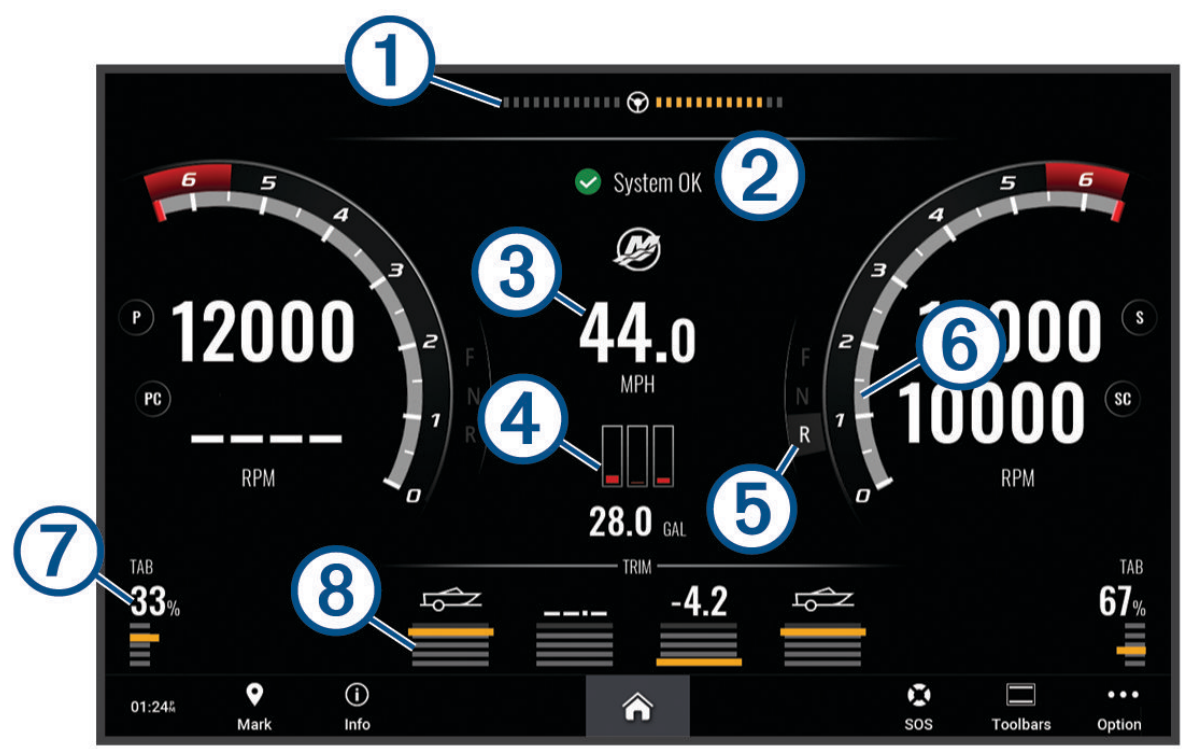 1
2
System OK
6 5 4 3 2 1 0
5 6 4 3 2 1 0
3
P 12000
44.0
MPH
6
000 S
PC
– – – –
RPM
F
N
R
4
F
N
R
5
10000 SC
RPM
28.0 GAL
7
TAB
33%
8
TRIM
--.-
-4.2
TAB
67%
01:24
Mark
Info
SOS
Toolbars
Option